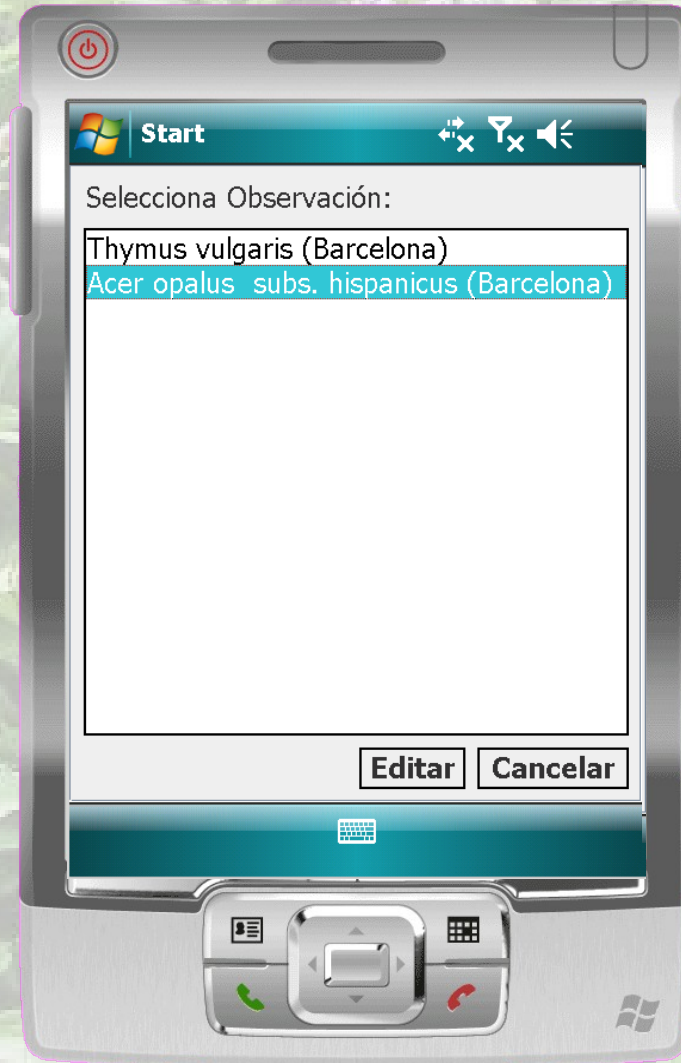 Start
Selecciona Observación:
Thymus vulgaris (Barcelona)
Acer opalus  subs. hispanicus (Barcelona)
Editar
Cancelar